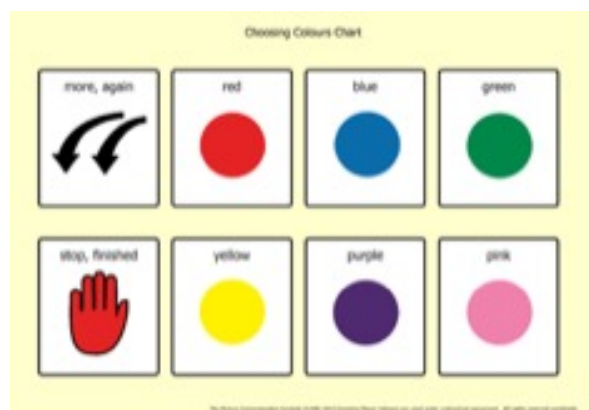 Choosing Colours Chart
more, again
red
blue
green
stop, finished
yellow
purple
pink